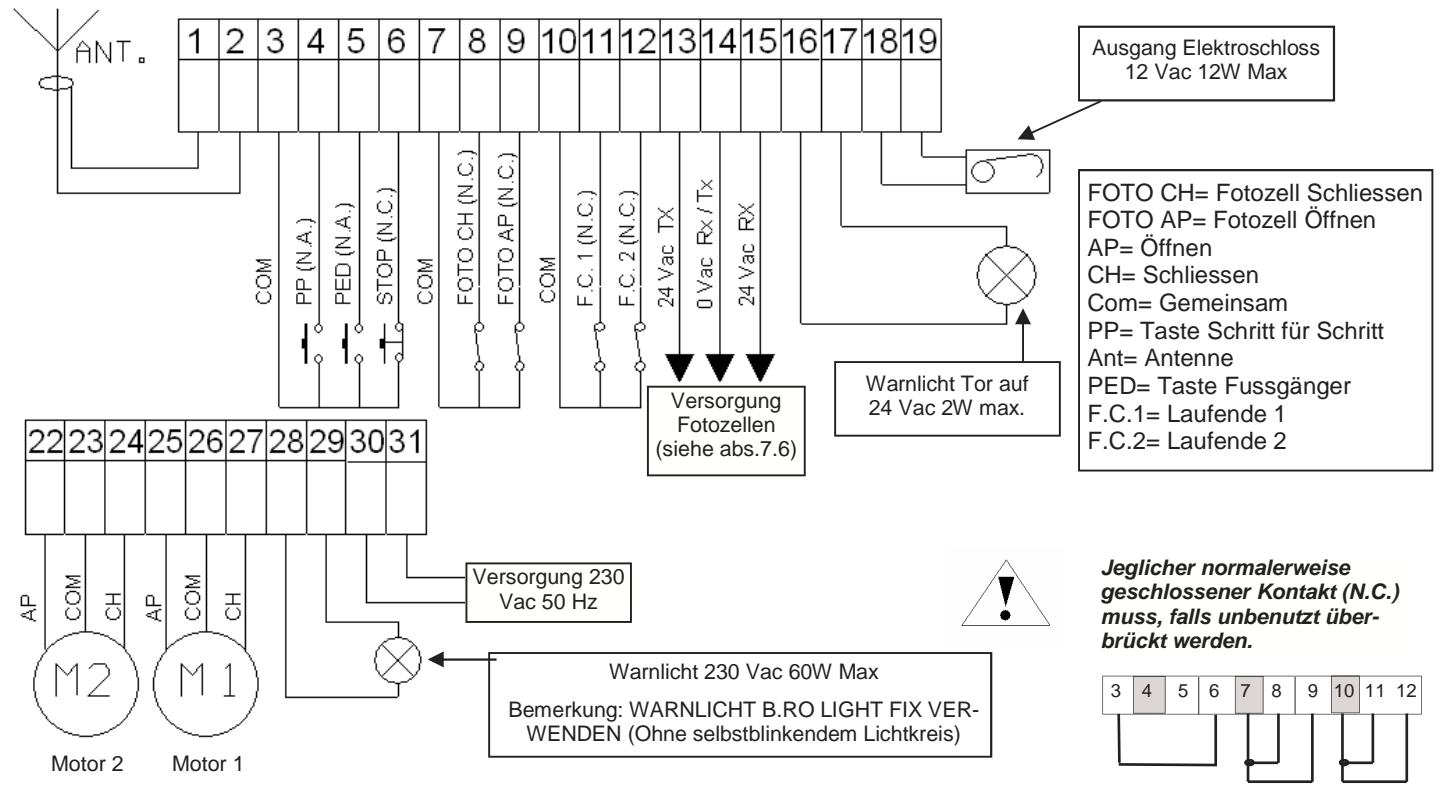 ANT.
1 2 3 4 5 6 7 8 9 10 11 12 13 14 15 16 17 18 19
Ausgang Elektroschloss
12 Vac 12W Max
COM
PP (N.A.)
PED (N.A.)
STOP (N.C.)
COM
FOTO CH (N.C.)
FOTO AP (N.C.)
COM
F.C. 1 (N.C.)
F.C. 2 (N.C.)
24 Vac TX
0 Vac Rx / Tx
24 Vac RX
FOTO CH= Fotozell Schliessen
FOTO AP= Fotozell Öffnen
AP= Öffnen
CH= Schliessen
Com= Gemeinsam
PP= Taste Schritt für Schritt
Ant= Antenne
PED= Taste Fussgänger
F.C.1= Laufende 1
F.C.2= Laufende 2
Versorgung
Fotozellen
(siehe abs.7.6)
Warnlicht Tor auf
24 Vac 2W max.
22 23 24 25 26 27 28 29 30 31
AP
COM
CH
AP
COM
CH
M2
M1
Motor 2
Motor 1
Versorgung 230
Vac 50 Hz
Warnlicht 230 Vac 60W Max
Bemerkung: WARNLICHT B.RO LIGHT FIX VER-
WENDEN (Ohne selbstblinkendem Lichtkreis)
!
Jeglicher normalerweise
geschlossener Kontakt (N.C.)
muss, falls unbenutzt über-
brückt werden.
3 4 5 6 7 8 9 10 11 12